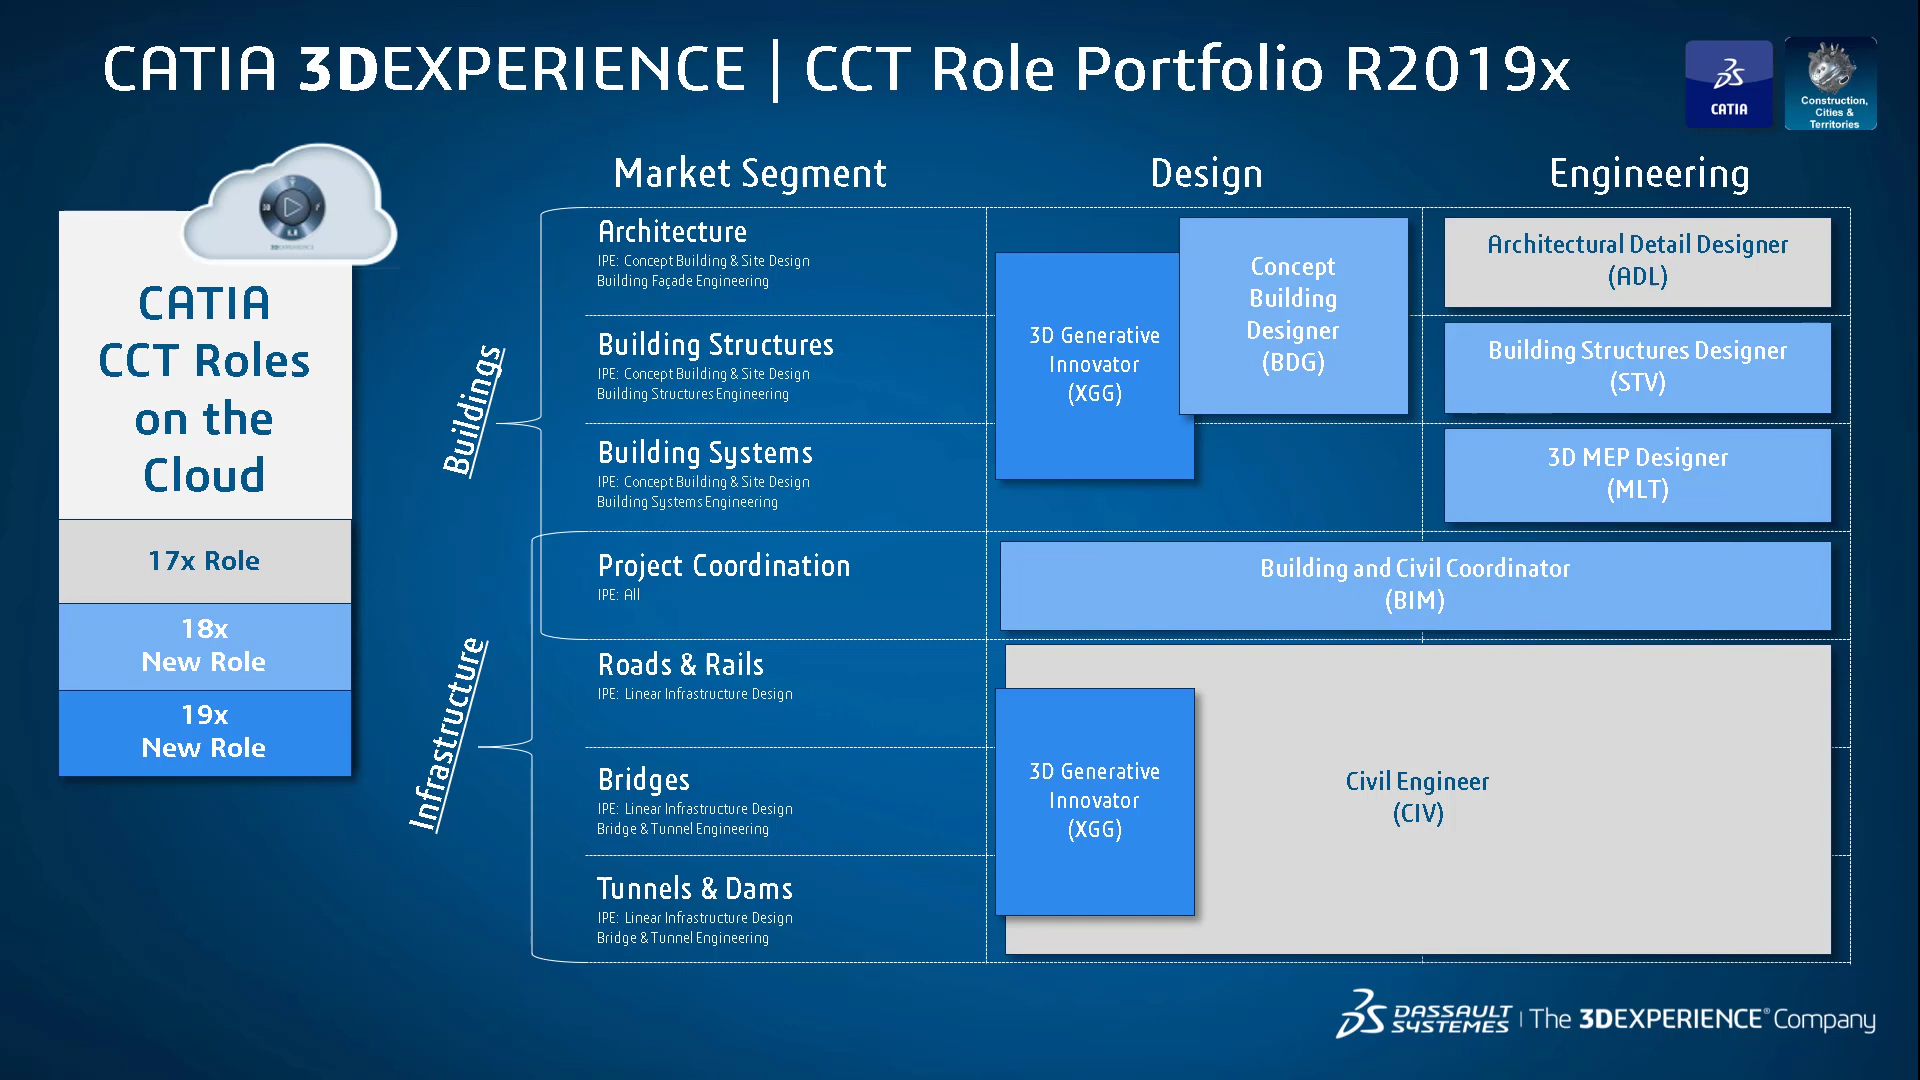 CATIA 3DEXPERIENCE | CCT Role Portfolio R2019x
CATIA
Construction,
Cities &
Territories
3DEXPERIENCE
CATIA
CCT Roles
on the
Cloud
17x Role
18x
New Role
19x
New Role
Buildings
Infrastructure
Market Segment
Design
Engineering
Architecture
IPE: Concept Building & Site Design
Building Façade Engineering
Building Structures
IPE: Concept Building & Site Design
Building Structures Engineering
Building Systems
IPE: Concept Building & Site Design
Building Systems Engineering
Project Coordination
IPE: All
Roads & Rails
IPE: Linear Infrastructure Design
Bridges
IPE: Linear Infrastructure Design
Bridge & Tunnel Engineering
Tunnels & Dams
IPE: Linear Infrastructure Design
Bridge & Tunnel Engineering
3D Generative
Innovator
(XGG)
Concept
Building
Designer
(BDG)
Architectural Detail Designer
(ADL)
Building Structures Designer
(STV)
3D MEP Designer
(MLT)
Building and Civil Coordinator
(BIM)
3D Generative
Innovator
(XGG)
Civil Engineer
(CIV)
DASSAULT
SYSTEMES | The 3DEXPERIENCE® Company